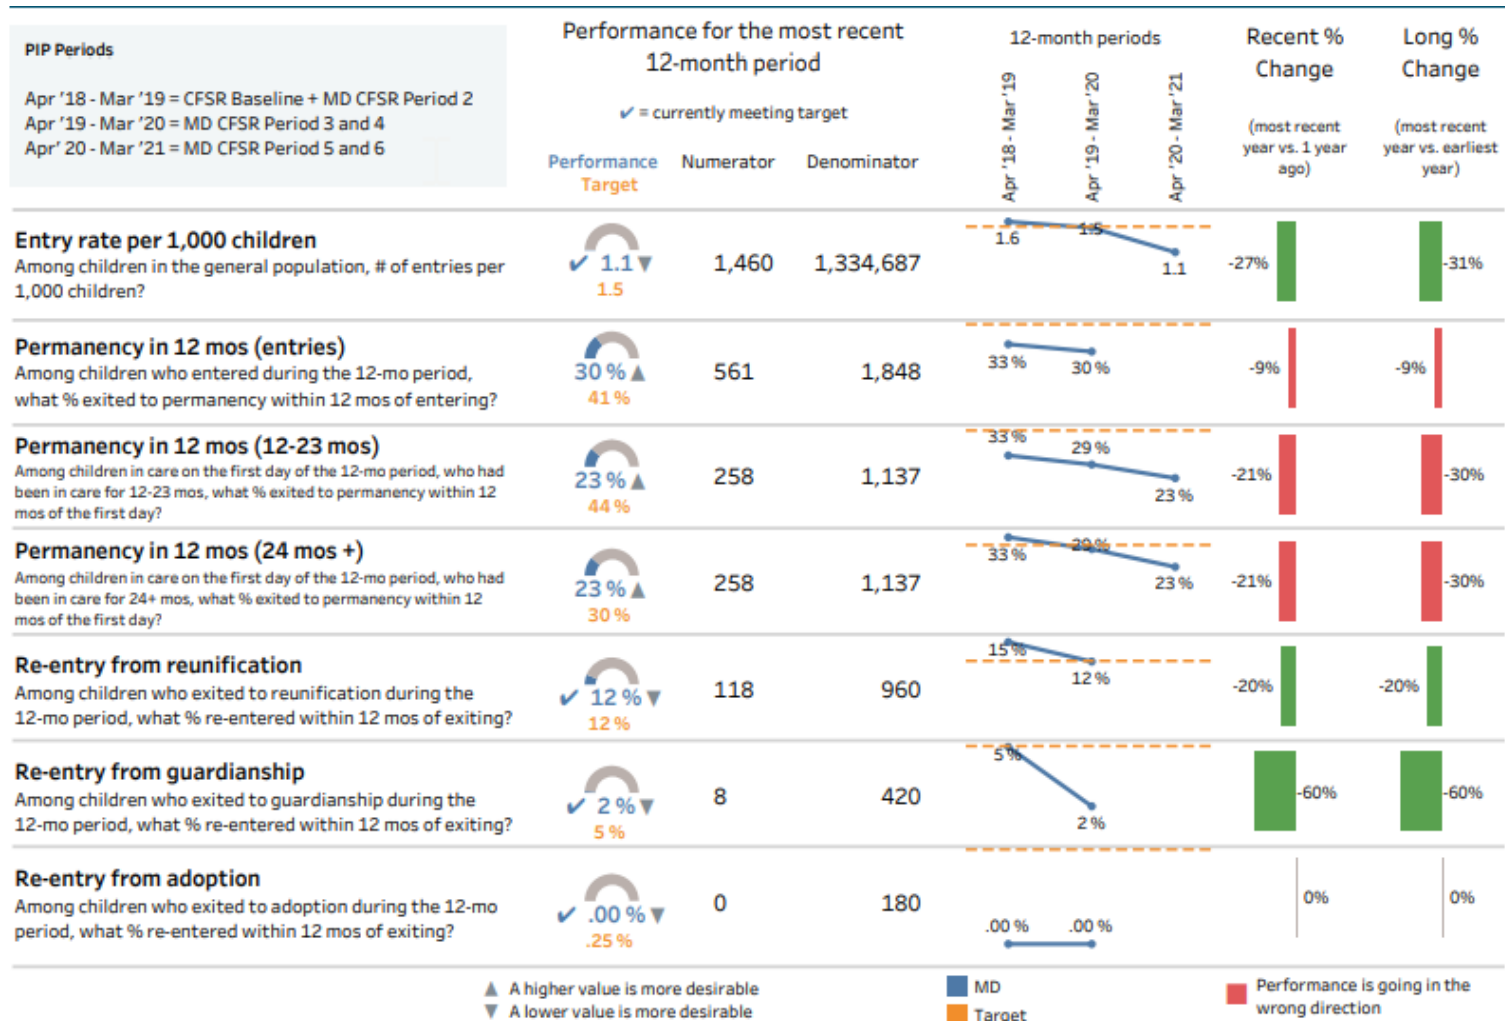 PIP Periods
Apr '18 - Mar '19 = CFSR Baseline + MD CFSR Period 2
Apr '19 - Mar '20 = MD CFSR Period 3 and 4
Apr' 20 - Mar '21 = MD CFSR Period 5 and 6
Performance for the most recent
12-month period
✔ = currently meeting target
Performance
Target
Numerator
Denominator
12-month periods
Apr '18 - Mar '19
Apr '19 - Mar '20
Apr '20 - Mar '21
Recent %
Change
(most recent
year vs. 1 year
ago)
Long %
Change
(most recent
year vs. earliest
year)
Entry rate per 1,000 children
Among children in the general population, # of entries per
1,000 children?
✔ 1.1 ▼
1.5
1,460
1,334,687
1.6
1.5
1.1
-27%
-31%
Permanency in 12 mos (entries)
Among children who entered during the 12-mo period,
what % exited to permanency within 12 mos of entering?
30 % ▲
41 %
561
1,848
33 %
30 %
-9%
-9%
Permanency in 12 mos (12-23 mos)
Among children in care on the first day of the 12-mo period, who had
been in care for 12-23 mos, what % exited to permanency within 12
mos of the first day?
23 % ▲
44 %
258
1,137
33 %
29 %
23 %
-21%
-30%
Permanency in 12 mos (24 mos +)
Among children in care on the first day of the 12-mo period, who had
been in care for 24+ mos, what % exited to permanency within 12
mos of the first day?
23 % ▲
30 %
258
1,137
33 %
29 %
23 %
-21%
-30%
Re-entry from reunification
Among children who exited to reunification during the
12-mo period, what % re-entered within 12 mos of exiting?
✔ 12 % ▼
12 %
118
960
15 %
12 %
-20%
-20%
Re-entry from guardianship
Among children who exited to guardianship during the
12-mo period, what % re-entered within 12 mos of exiting?
✔ 2 % ▼
5 %
8
420
5 %
2 %
-60%
-60%
Re-entry from adoption
Among children who exited to adoption during the 12-mo
period, what % re-entered within 12 mos of exiting?
✔ .00 % ▼
.25 %
0
180
.00 %
.00 %
0%
0%
▲ A higher value is more desirable
▼ A lower value is more desirable
MD
Target
Performance is going in the
wrong direction